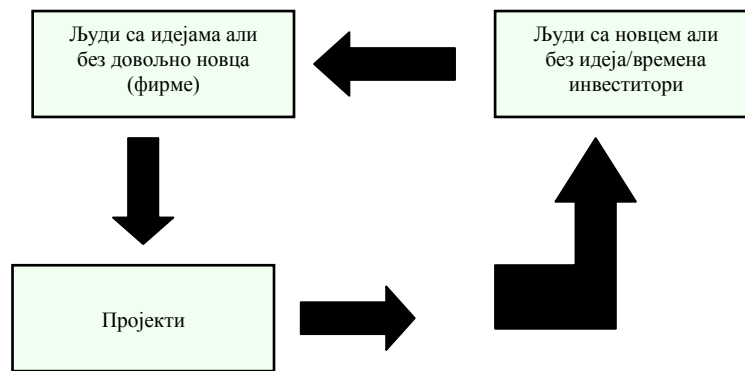 Људи са идејама али
без довољно новца
(фирме)
Људи са новцем али
без идеја/времена
инвеститори
Пројекти